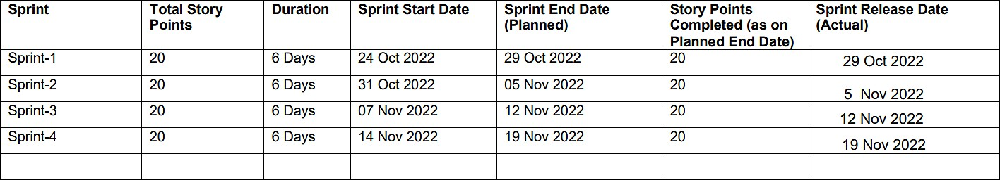 Sprint Total Story Points Duration Sprint Start Date Sprint End Date (Planned) Story Points Completed (as on Planned End Date) Sprint Release Date (Actual)
Sprint-1 20 6 Days 24 Oct 2022 29 Oct 2022 20 29 Oct 2022
Sprint-2 20 6 Days 31 Oct 2022 05 Nov 2022 20 5 Nov 2022
Sprint-3 20 6 Days 07 Nov 2022 12 Nov 2022 20 12 Nov 2022
Sprint-4 20 6 Days 14 Nov 2022 19 Nov 2022 20 19 Nov 2022